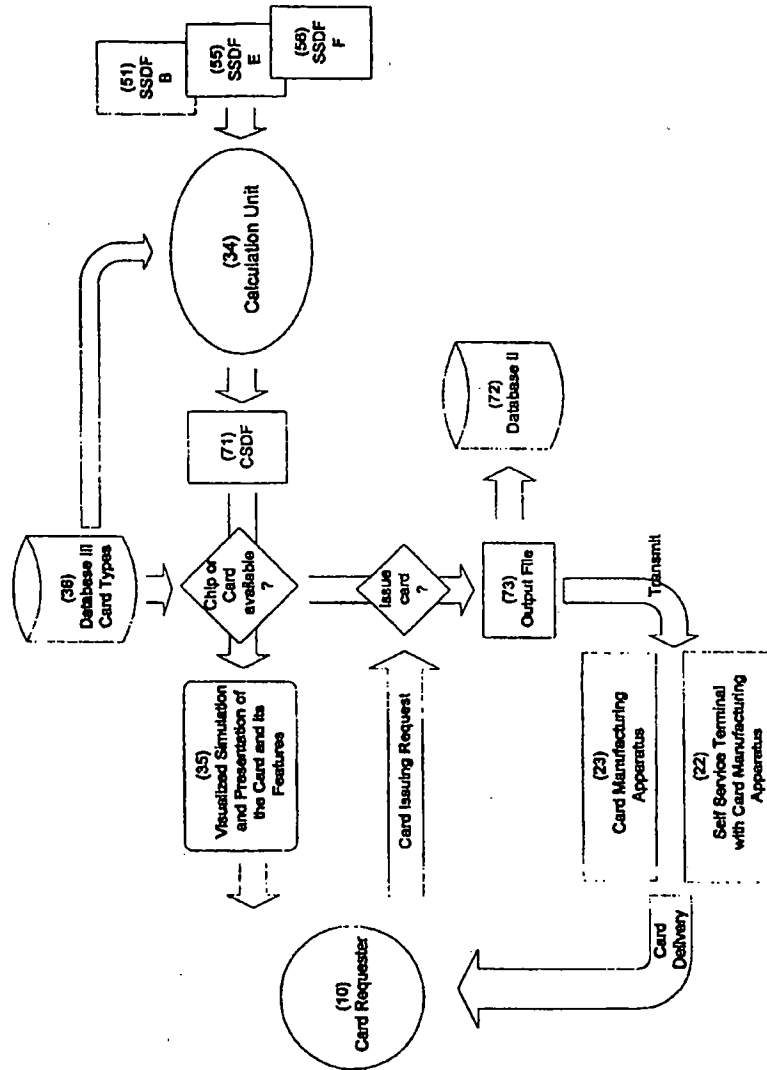 (51)
SSDF
B
(55)
SSDF
E
(56)
SSDF
F
(34)
Calculation Unit
(36)
Database III
Card Types
(71)
CSDF
Chip or
Card
available
?
(35)
Visualized Simulation
and Presentation of
the Card and its
Features
(10)
Card Requester
Card Issuing Request
Issue
card
?
(73)
Output File
(72)
Database II
Transmit
(23)
Card Manufacturing
Apparatus
(22)
Self Service Terminal
with Card Manufacturing
Apparatus
Card
Delivery